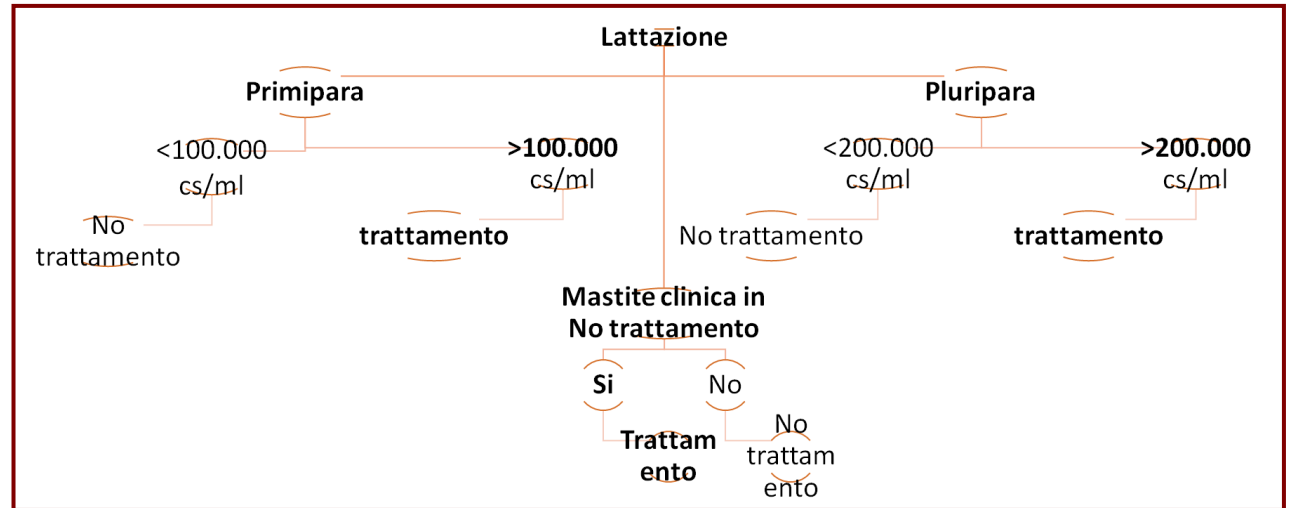 Lattazione
Primipara
Pluripara
<100.000
cs/ml
>100.000
cs/ml
<200.000
cs/ml
>200.000
cs/ml
No
trattamento
trattamento
No trattamento
trattamento
Mastite clinica in
No trattamento
Si
No
Trattam
ento
No
trattam
ento